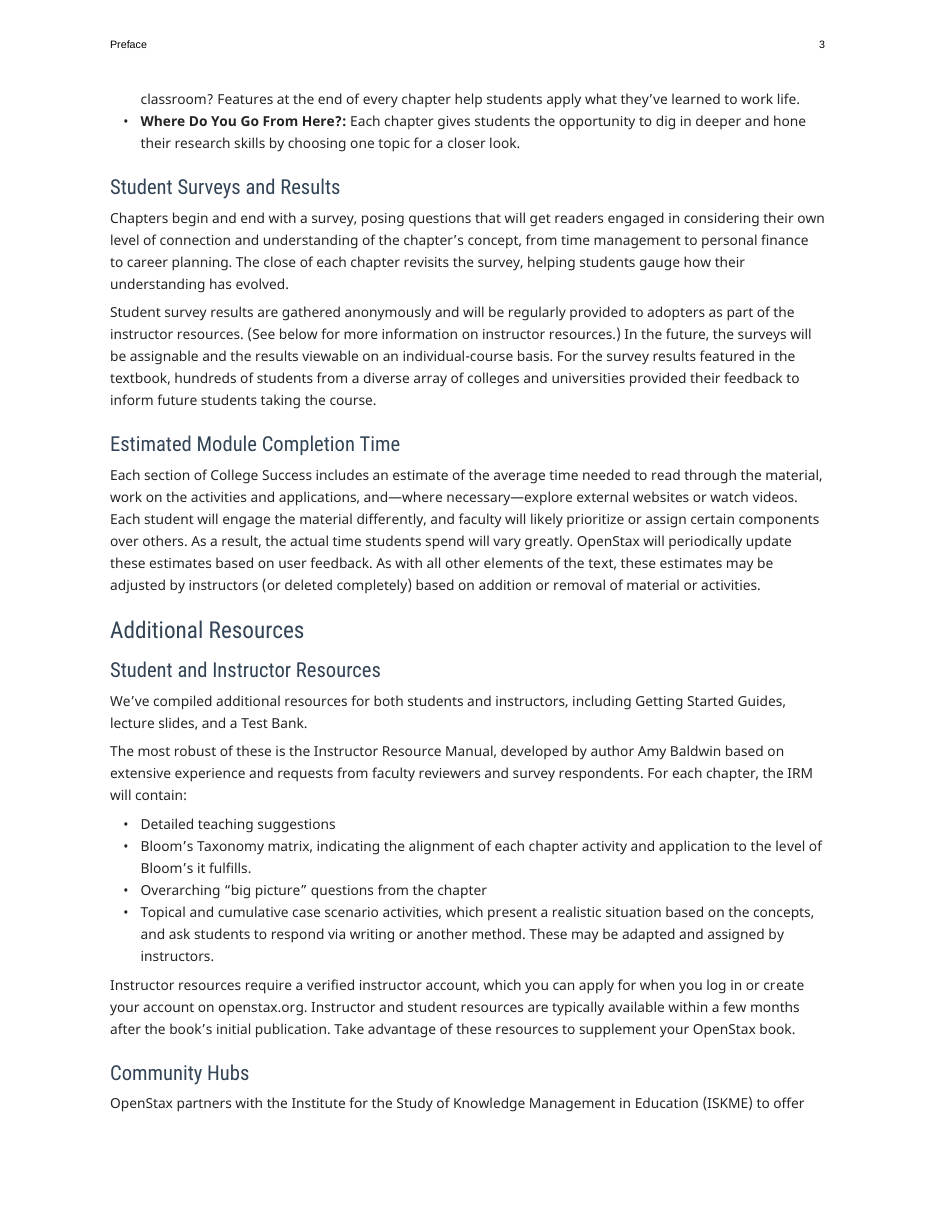 Preface 3
classroom? Features at the end of every chapter help students apply what they’ve learned to work life.
• Where Do You Go From Here?: Each chapter gives students the opportunity to dig in deeper and hone
their research skills by choosing one topic for a closer look.
Student Surveys and Results
Chapters begin and end with a survey, posing questions that will get readers engaged in considering their own
level of connection and understanding of the chapter’s concept, from time management to personal finance
to career planning. The close of each chapter revisits the survey, helping students gauge how their
understanding has evolved.
Student survey results are gathered anonymously and will be regularly provided to adopters as part of the
instructor resources. (See below for more information on instructor resources.) In the future, the surveys will
be assignable and the results viewable on an individual-course basis. For the survey results featured in the
textbook, hundreds of students from a diverse array of colleges and universities provided their feedback to
inform future students taking the course.
Estimated Module Completion Time
Each section of College Success includes an estimate of the average time needed to read through the material,
work on the activities and applications, and—where necessary—explore external websites or watch videos.
Each student will engage the material differently, and faculty will likely prioritize or assign certain components
over others. As a result, the actual time students spend will vary greatly. OpenStax will periodically update
these estimates based on user feedback. As with all other elements of the text, these estimates may be
adjusted by instructors (or deleted completely) based on addition or removal of material or activities.
Additional Resources
Student and Instructor Resources
We’ve compiled additional resources for both students and instructors, including Getting Started Guides,
lecture slides, and a Test Bank.
The most robust of these is the Instructor Resource Manual, developed by author Amy Baldwin based on
extensive experience and requests from faculty reviewers and survey respondents. For each chapter, the IRM
will contain:
• Detailed teaching suggestions
• Bloom’s Taxonomy matrix, indicating the alignment of each chapter activity and application to the level of
Bloom’s it fulfills.
• Overarching “big picture” questions from the chapter
• Topical and cumulative case scenario activities, which present a realistic situation based on the concepts,
and ask students to respond via writing or another method. These may be adapted and assigned by
instructors.
Instructor resources require a verified instructor account, which you can apply for when you log in or create
your account on openstax.org. Instructor and student resources are typically available within a few months
after the book’s initial publication. Take advantage of these resources to supplement your OpenStax book.
Community Hubs
OpenStax partners with the Institute for the Study of Knowledge Management in Education (ISKME) to offer